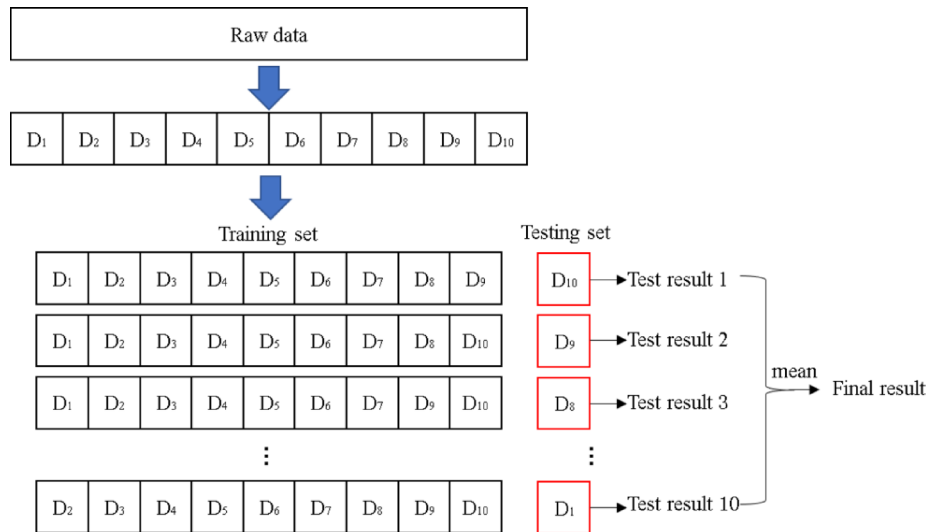 Raw data
D₁ D₂ D₃ D₄ D₅ D₆ D₇ D₈ D₉ D₁₀
Training set Testing set
D₁ D₂ D₃ D₄ D₅ D₆ D₇ D₈ D₉ D₁₀ Test result 1
D₁ D₂ D₃ D₄ D₅ D₆ D₇ D₈ D₁₀ D₉ Test result 2
mean
D₁ D₂ D₃ D₄ D₅ D₆ D₇ D₉ D₁₀ D₈ Test result 3 Final result
⋮ ⋮
D₂ D₃ D₄ D₅ D₆ D₇ D₈ D₉ D₁₀ D₁ Test result 10